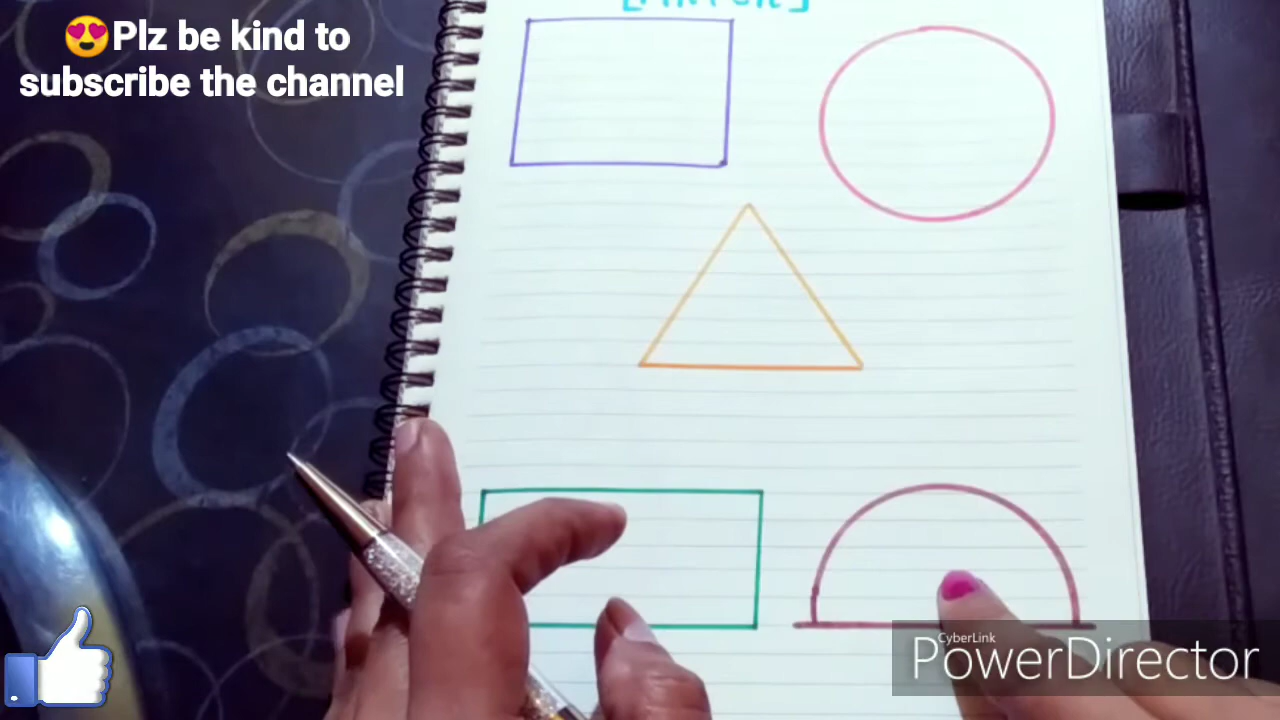 😍Plz be kind to
subscribe the channel
CyberLink
PowerDirector